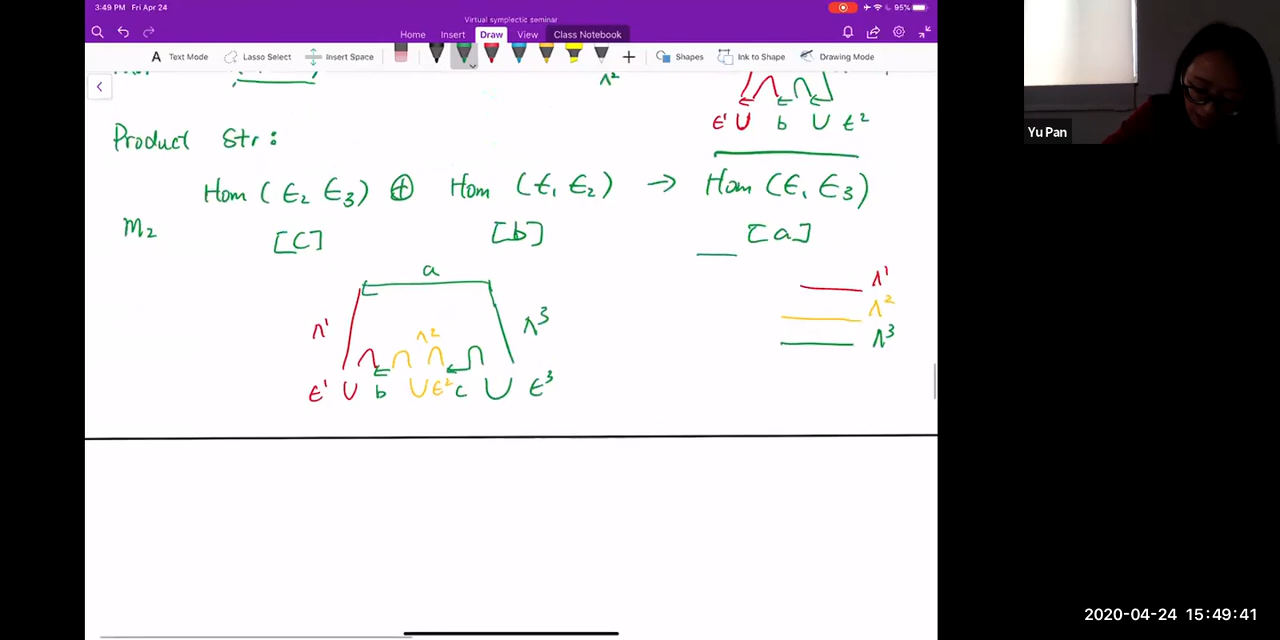 3:49 PM Fri Apr 24
95%
Virtual symplectic seminar
Home Insert Draw View Class Notebook
Text Mode Lasso Select Insert Space Shapes Ink to Shape Drawing Mode
Λ²
ε¹ ∪ b ∪ ε²
Product Str:
Hom (ε₂ ε₃) ⊕ Hom (ε₁ ε₂) → Hom (ε₁ ε₃)
m₂ [c] [b] [a]
a
Λ¹ Λ² Λ³
ε¹ ∪ b ∪ ε² c ∪ ε³
Λ¹
Λ²
Λ³
Yu Pan
2020-04-24 15:49:41